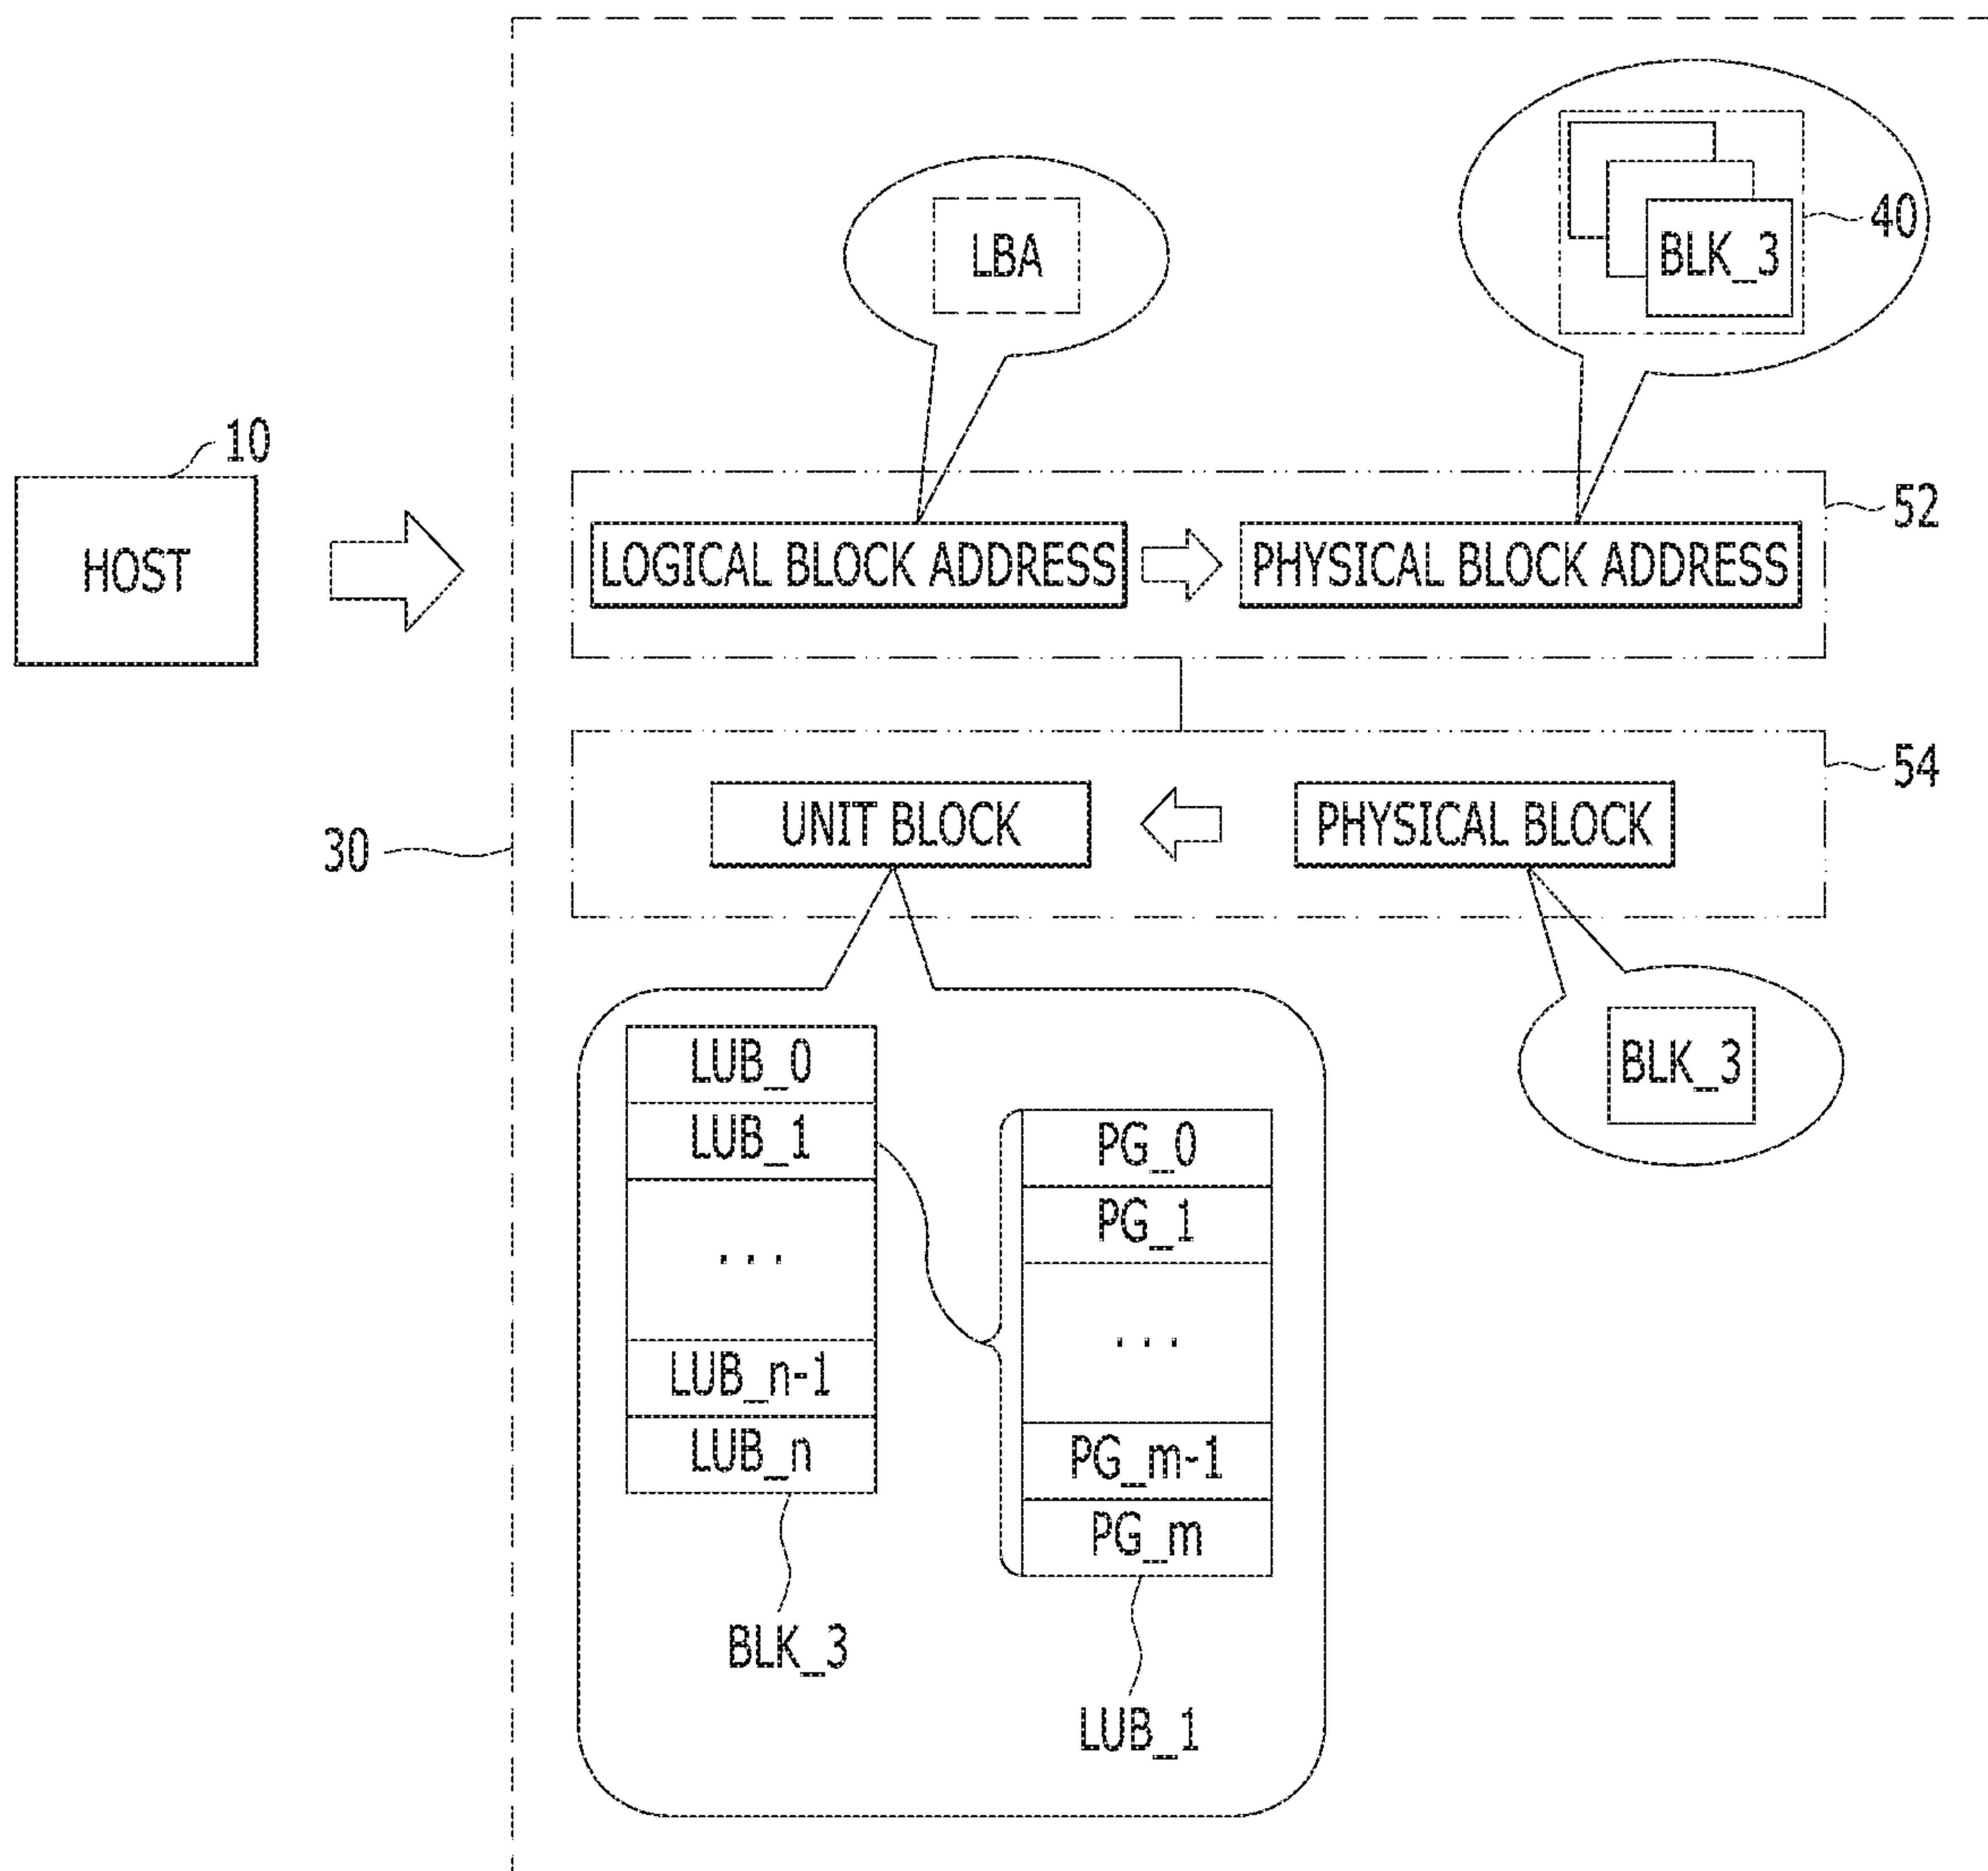 LBA
BLK_3
40
10
HOST
LOGICAL BLOCK ADDRESS
PHYSICAL BLOCK ADDRESS
52
UNIT BLOCK
PHYSICAL BLOCK
54
30
BLK_3
LUB_0
LUB_1
...
LUB_n-1
LUB_n
BLK_3
PG_0
PG_1
...
PG_m-1
PG_m
LUB_1